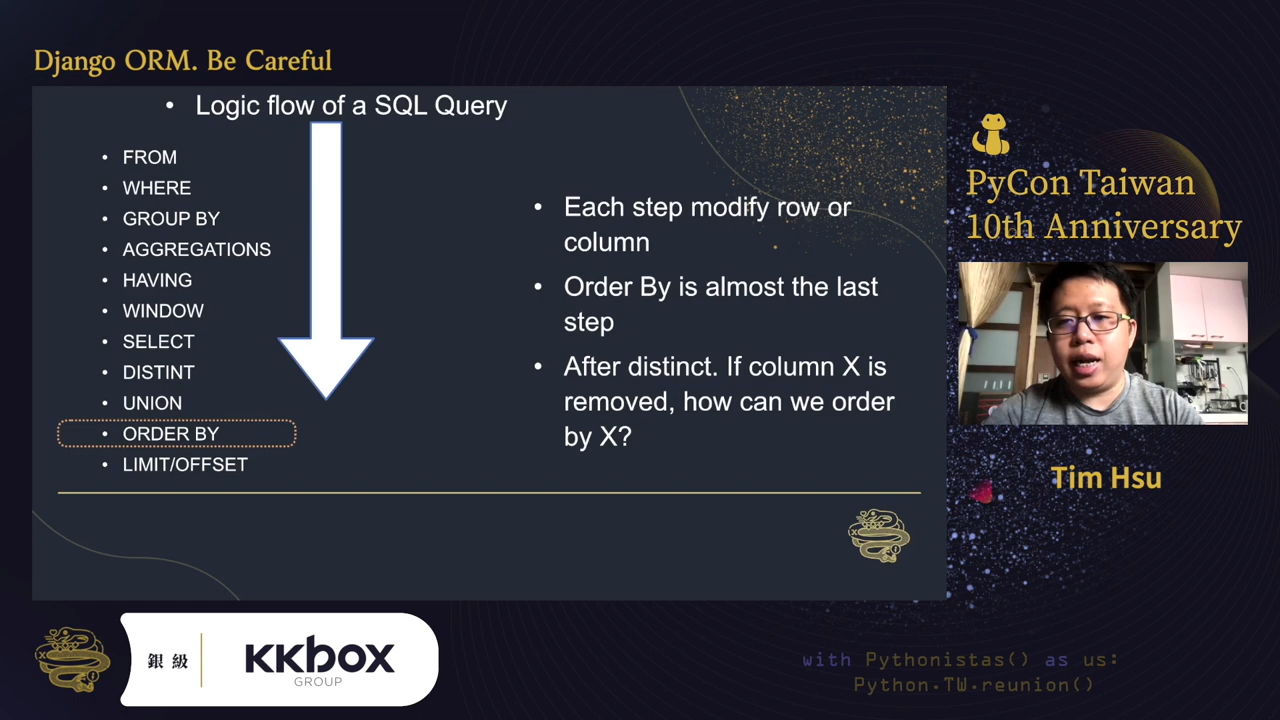 Django ORM. Be Careful
• Logic flow of a SQL Query
• FROM
• WHERE
• GROUP BY
• AGGREGATIONS
• HAVING
• WINDOW
• SELECT
• DISTINT
• UNION
• ORDER BY
• LIMIT/OFFSET
• Each step modify row or
column
• Order By is almost the last
step
• After distinct. If column X is
removed, how can we order
by X?
PyCon Taiwan
10th Anniversary
Tim Hsu
銀級
KKBOX
GROUP
with Pythonistas() as us:
Python.TW.reunion()